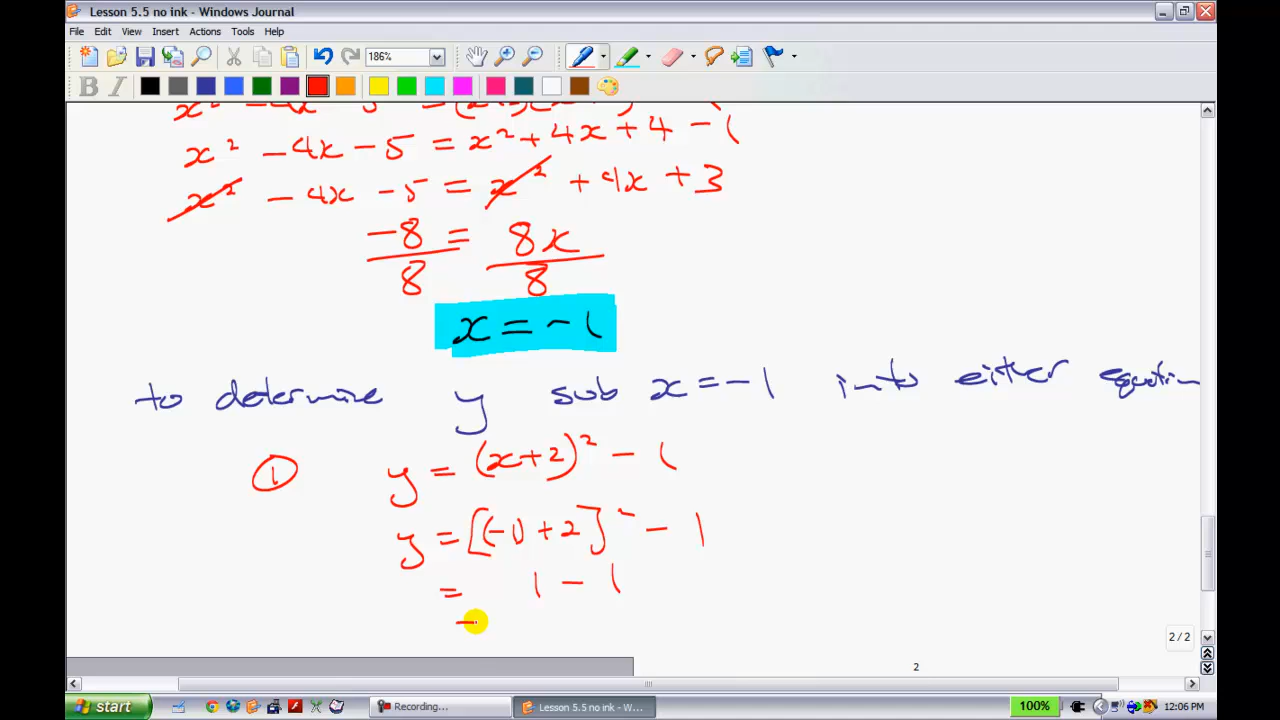 Lesson 5.5 no ink - Windows Journal
File Edit View Insert Actions Tools Help
186%
B I
x² - 4x - 5 = x² + 4x + 4 - 1
x² - 4x - 5 = x² + 4x + 3
-8 = 8x
8 8
x = -1
to determine y sub x = -1 into either equation
① y = (x+2)² - 1
y = [(-1) + 2]² - 1
= 1 - 1
2 / 2
2
start Recording... Lesson 5.5 no ink - W... 100% 12:06 PM